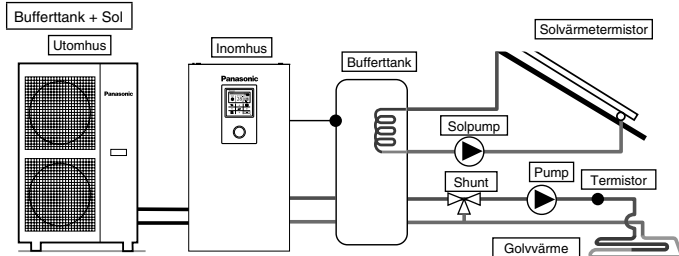 Bufferttank + Sol
Utomhus
Inomhus
Bufferttank
Solvärmetermistor
Panasonic
Panasonic
Solpump
Shunt
Pump
Termistor
Golvvärme